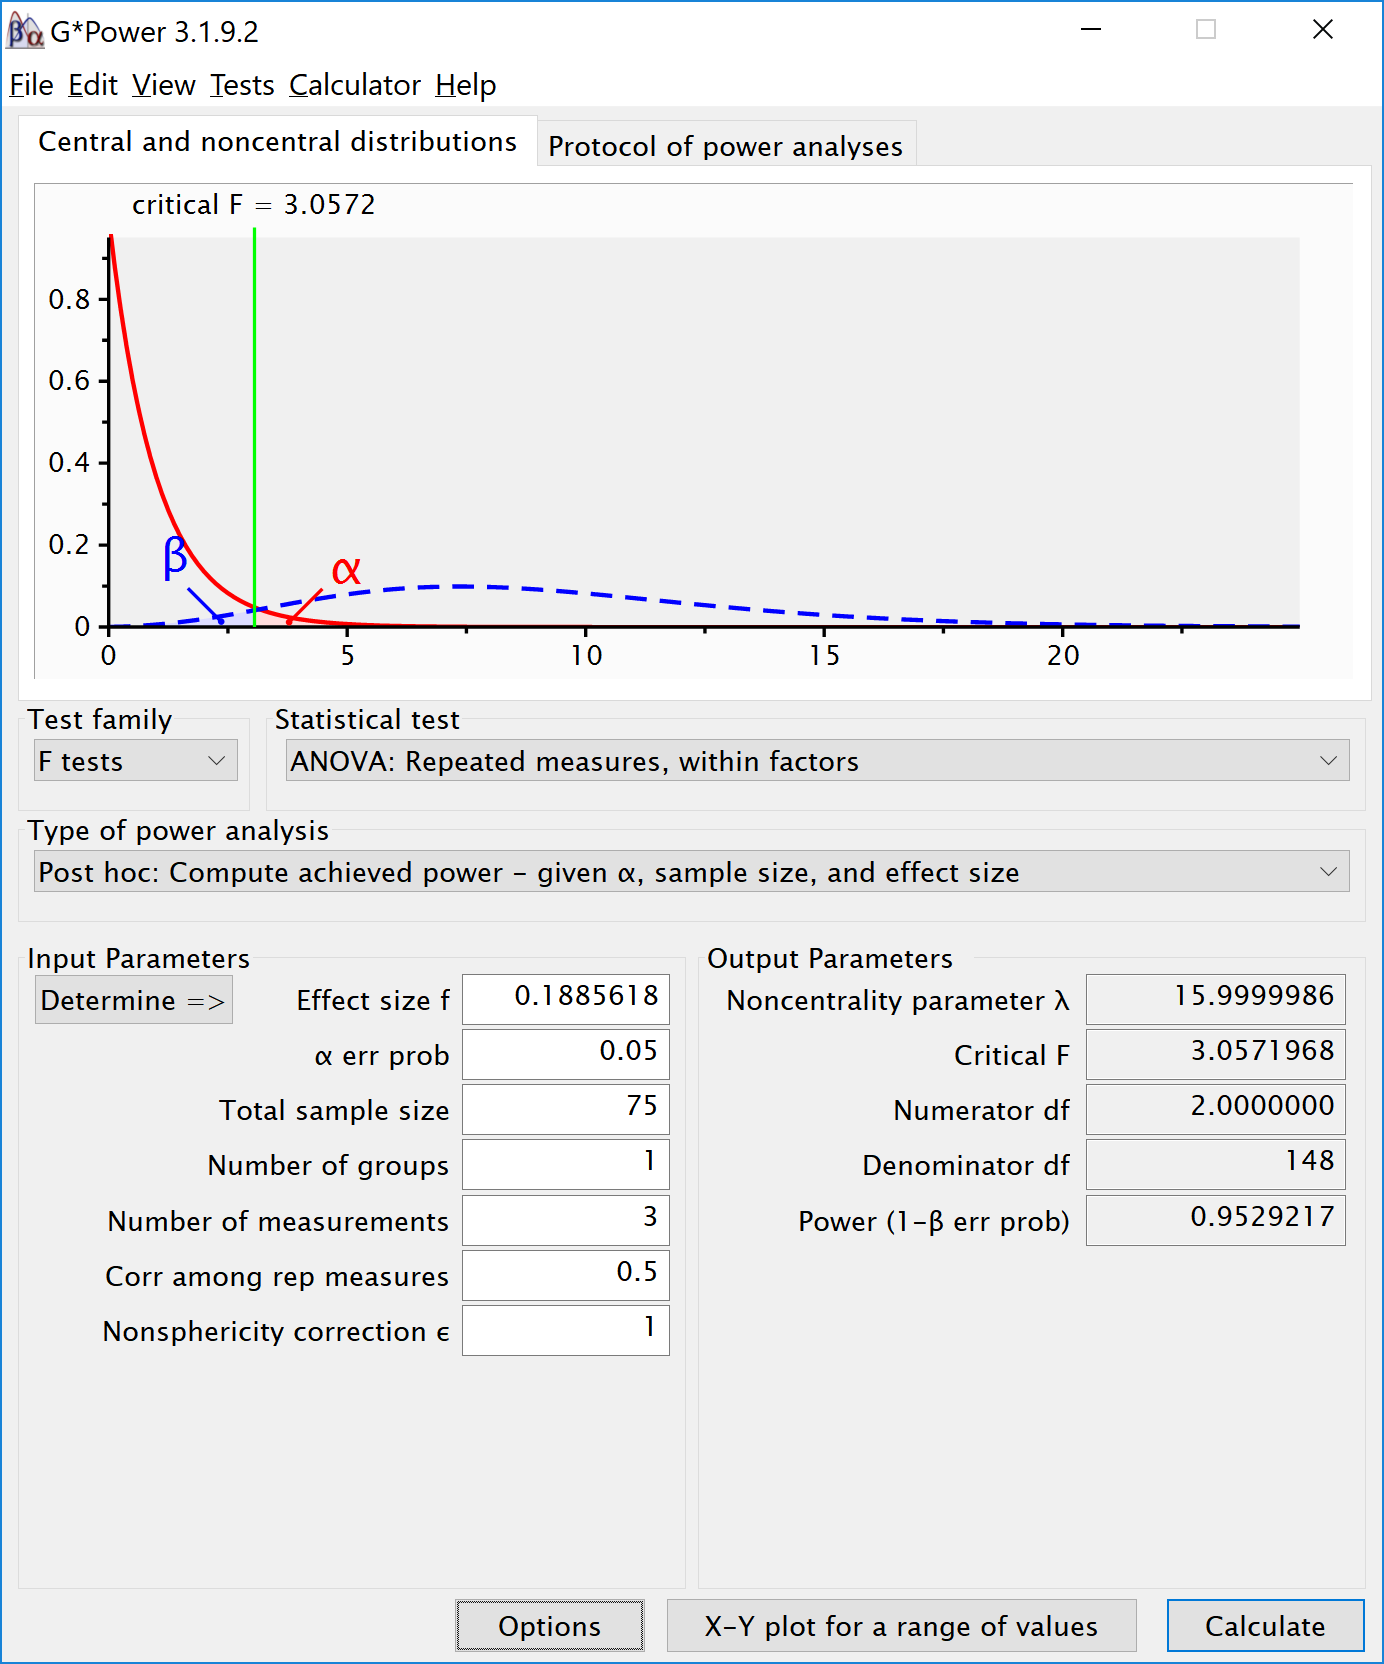 G*Power 3.1.9.2
File Edit View Tests Calculator Help
Central and noncentral distributions
Protocol of power analyses
critical F = 3.0572
0.8
0.6
0.4
0.2
0
β
α
0 5 10 15 20
Test family
Statistical test
F tests
ANOVA: Repeated measures, within factors
Type of power analysis
Post hoc: Compute achieved power – given α, sample size, and effect size
Input Parameters
Determine =>
Effect size f 0.1885618
α err prob 0.05
Total sample size 75
Number of groups 1
Number of measurements 3
Corr among rep measures 0.5
Nonsphericity correction ϵ 1
Output Parameters
Noncentrality parameter λ 15.9999986
Critical F 3.0571968
Numerator df 2.0000000
Denominator df 148
Power (1–β err prob) 0.9529217
Options
X–Y plot for a range of values
Calculate